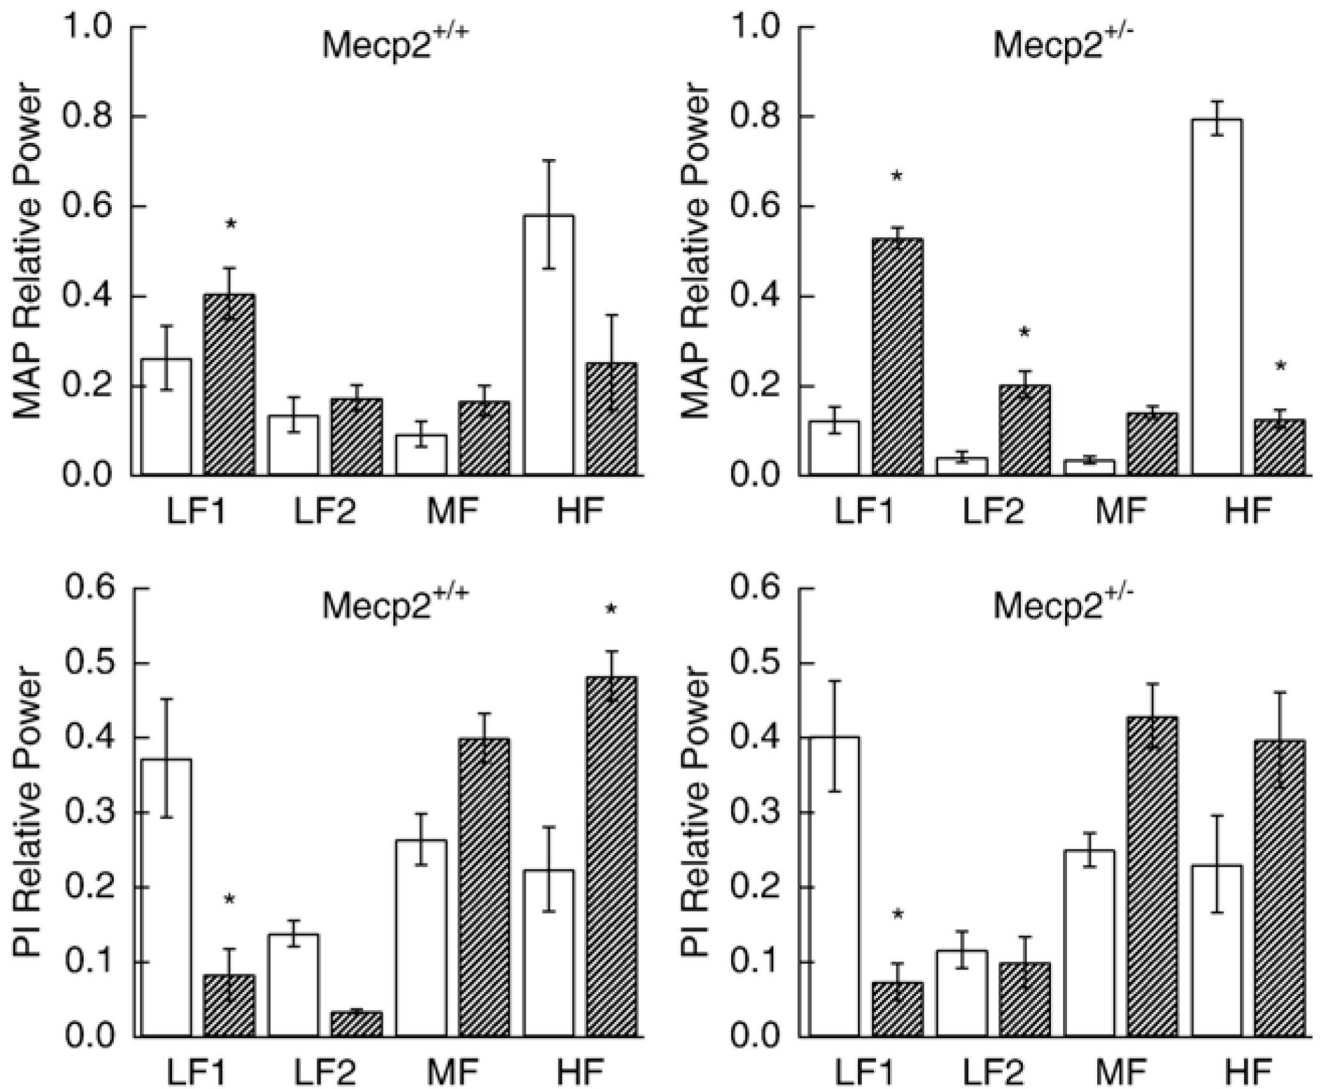 MAP Relative Power
1.0
0.8
0.6
0.4
0.2
0.0
Mecp2+/+
*
LF1 LF2 MF HF
MAP Relative Power
1.0
0.8
0.6
0.4
0.2
0.0
Mecp2+/-
*
*
*
LF1 LF2 MF HF
PI Relative Power
0.6
0.5
0.4
0.3
0.2
0.1
0.0
Mecp2+/+
*
*
LF1 LF2 MF HF
PI Relative Power
0.6
0.5
0.4
0.3
0.2
0.1
0.0
Mecp2+/-
*
LF1 LF2 MF HF